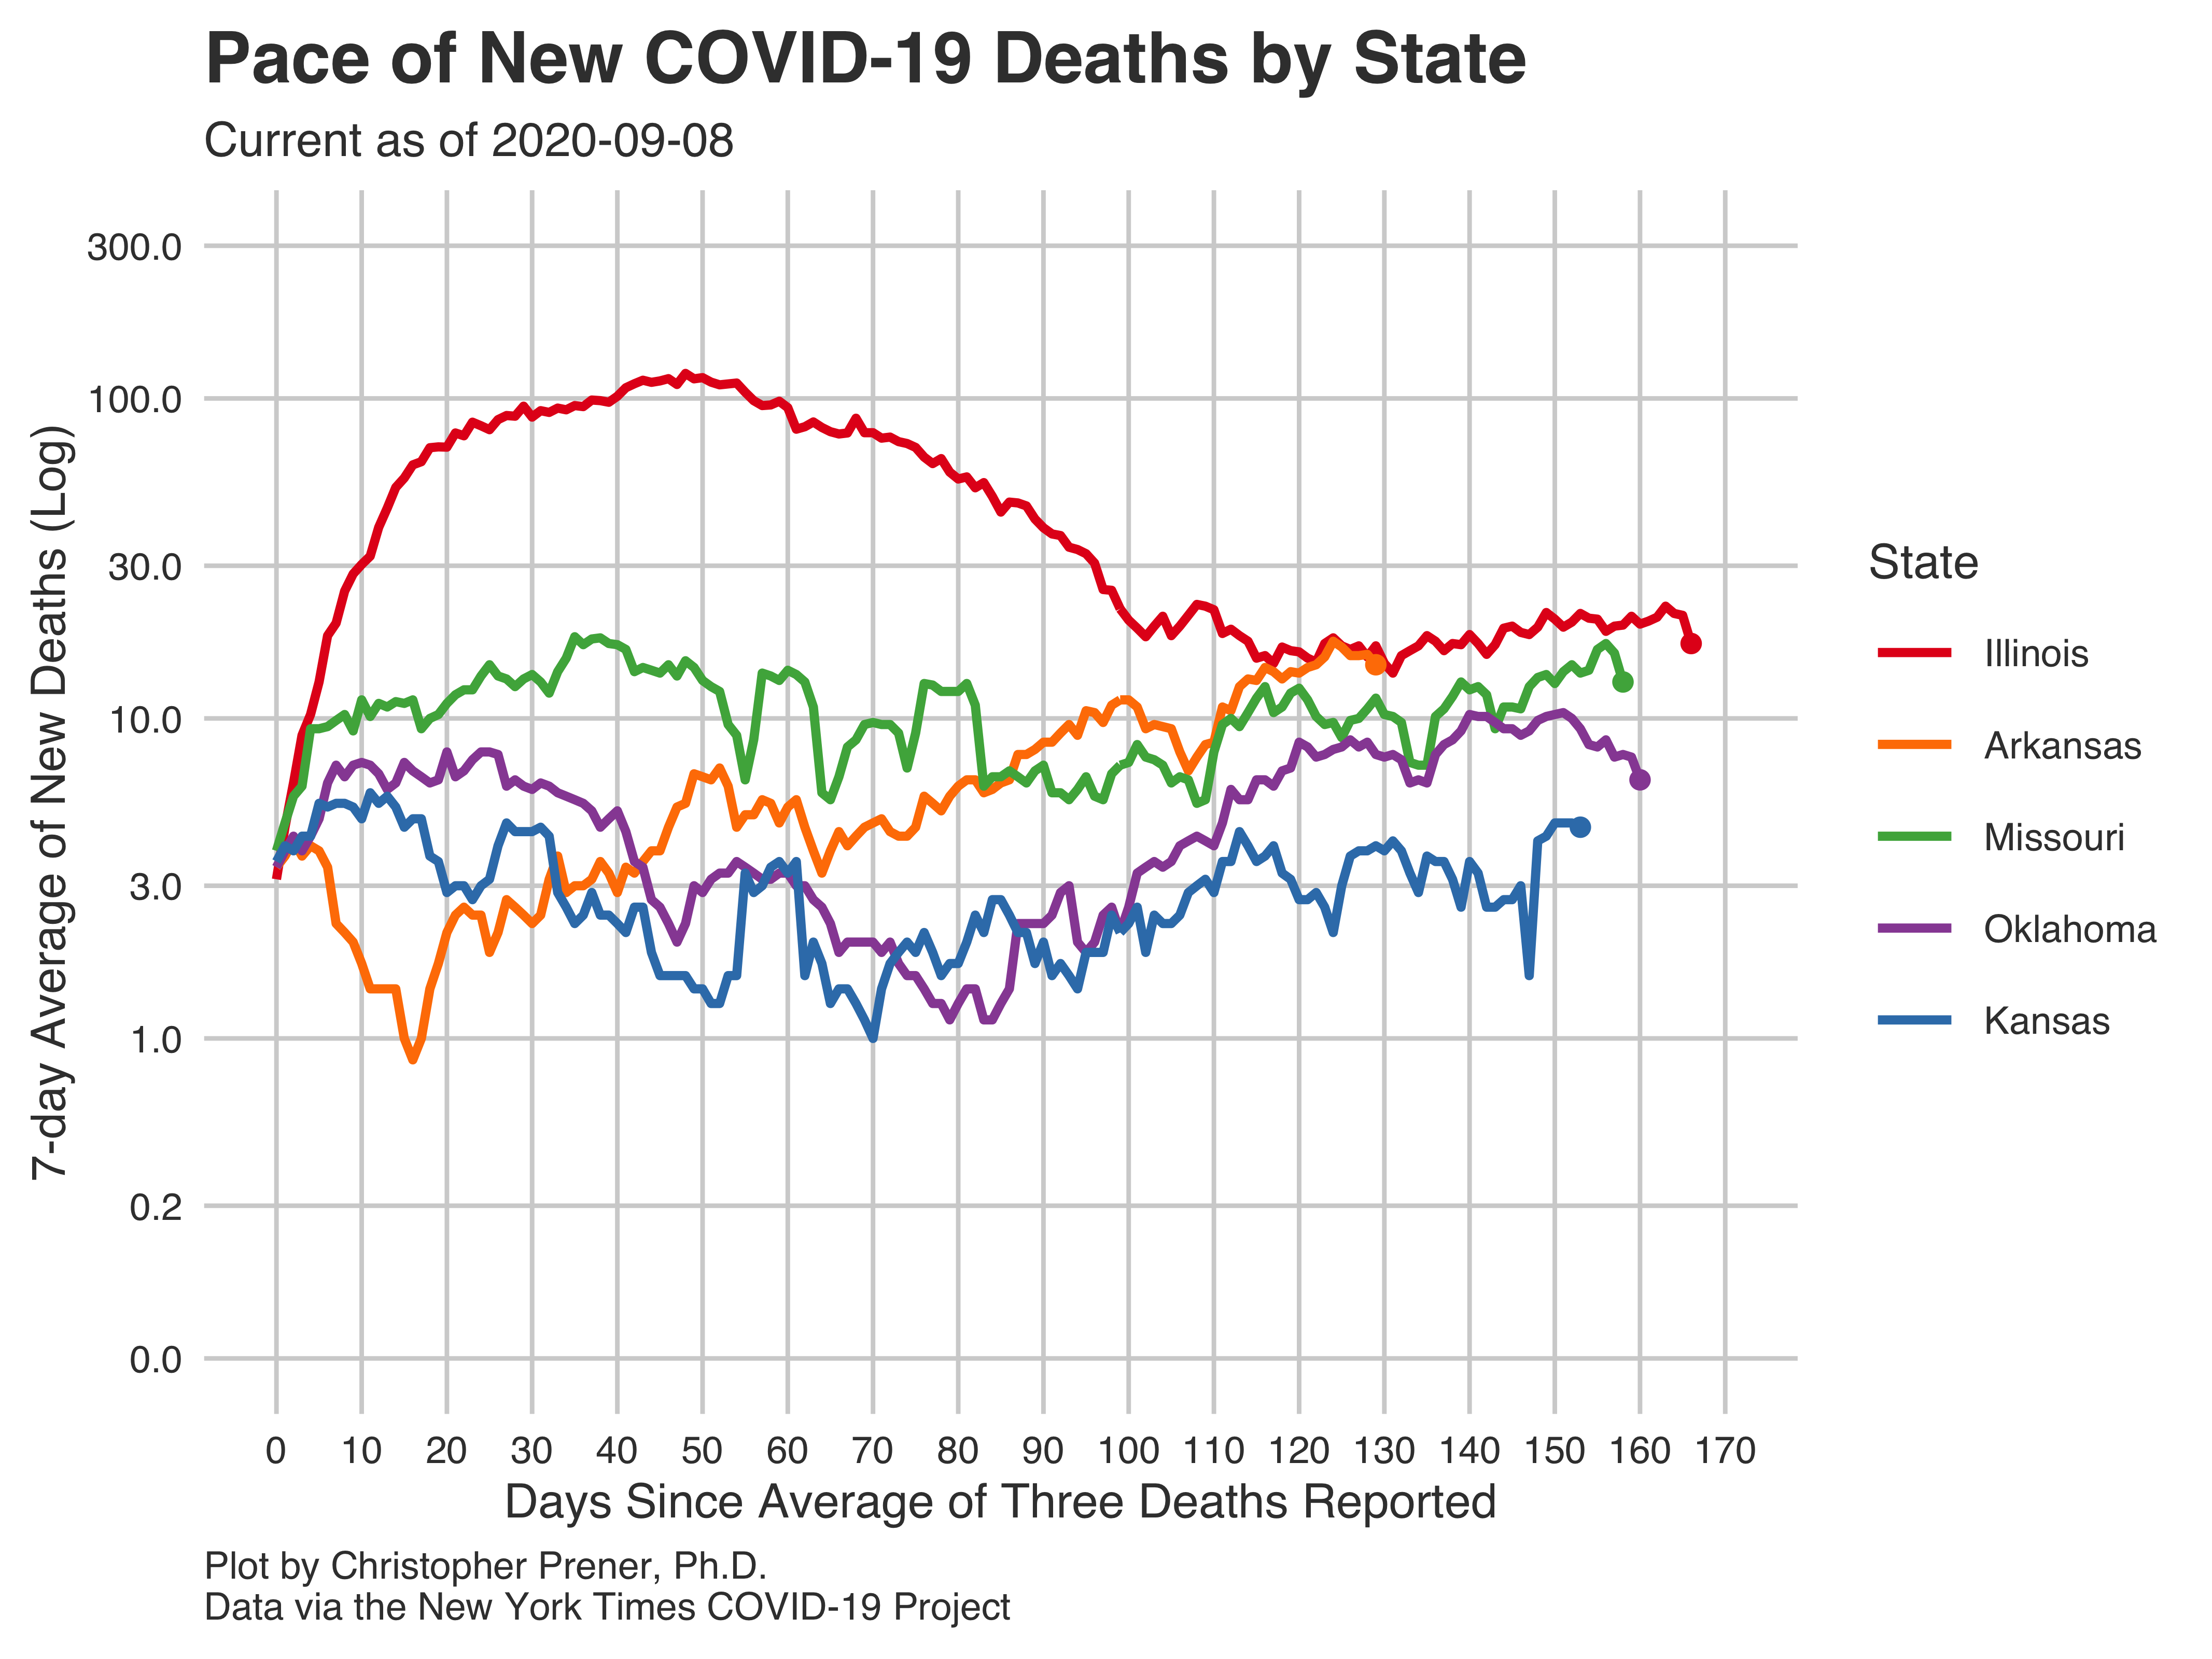 Pace of New COVID-19 Deaths by State
Current as of 2020-09-08
7-day Average of New Deaths (Log)
300.0
100.0
30.0
10.0
3.0
1.0
0.2
0.0
0 10 20 30 40 50 60 70 80 90 100 110 120 130 140 150 160 170
Days Since Average of Three Deaths Reported
State
Illinois
Arkansas
Missouri
Oklahoma
Kansas
Plot by Christopher Prener, Ph.D.
Data via the New York Times COVID-19 Project